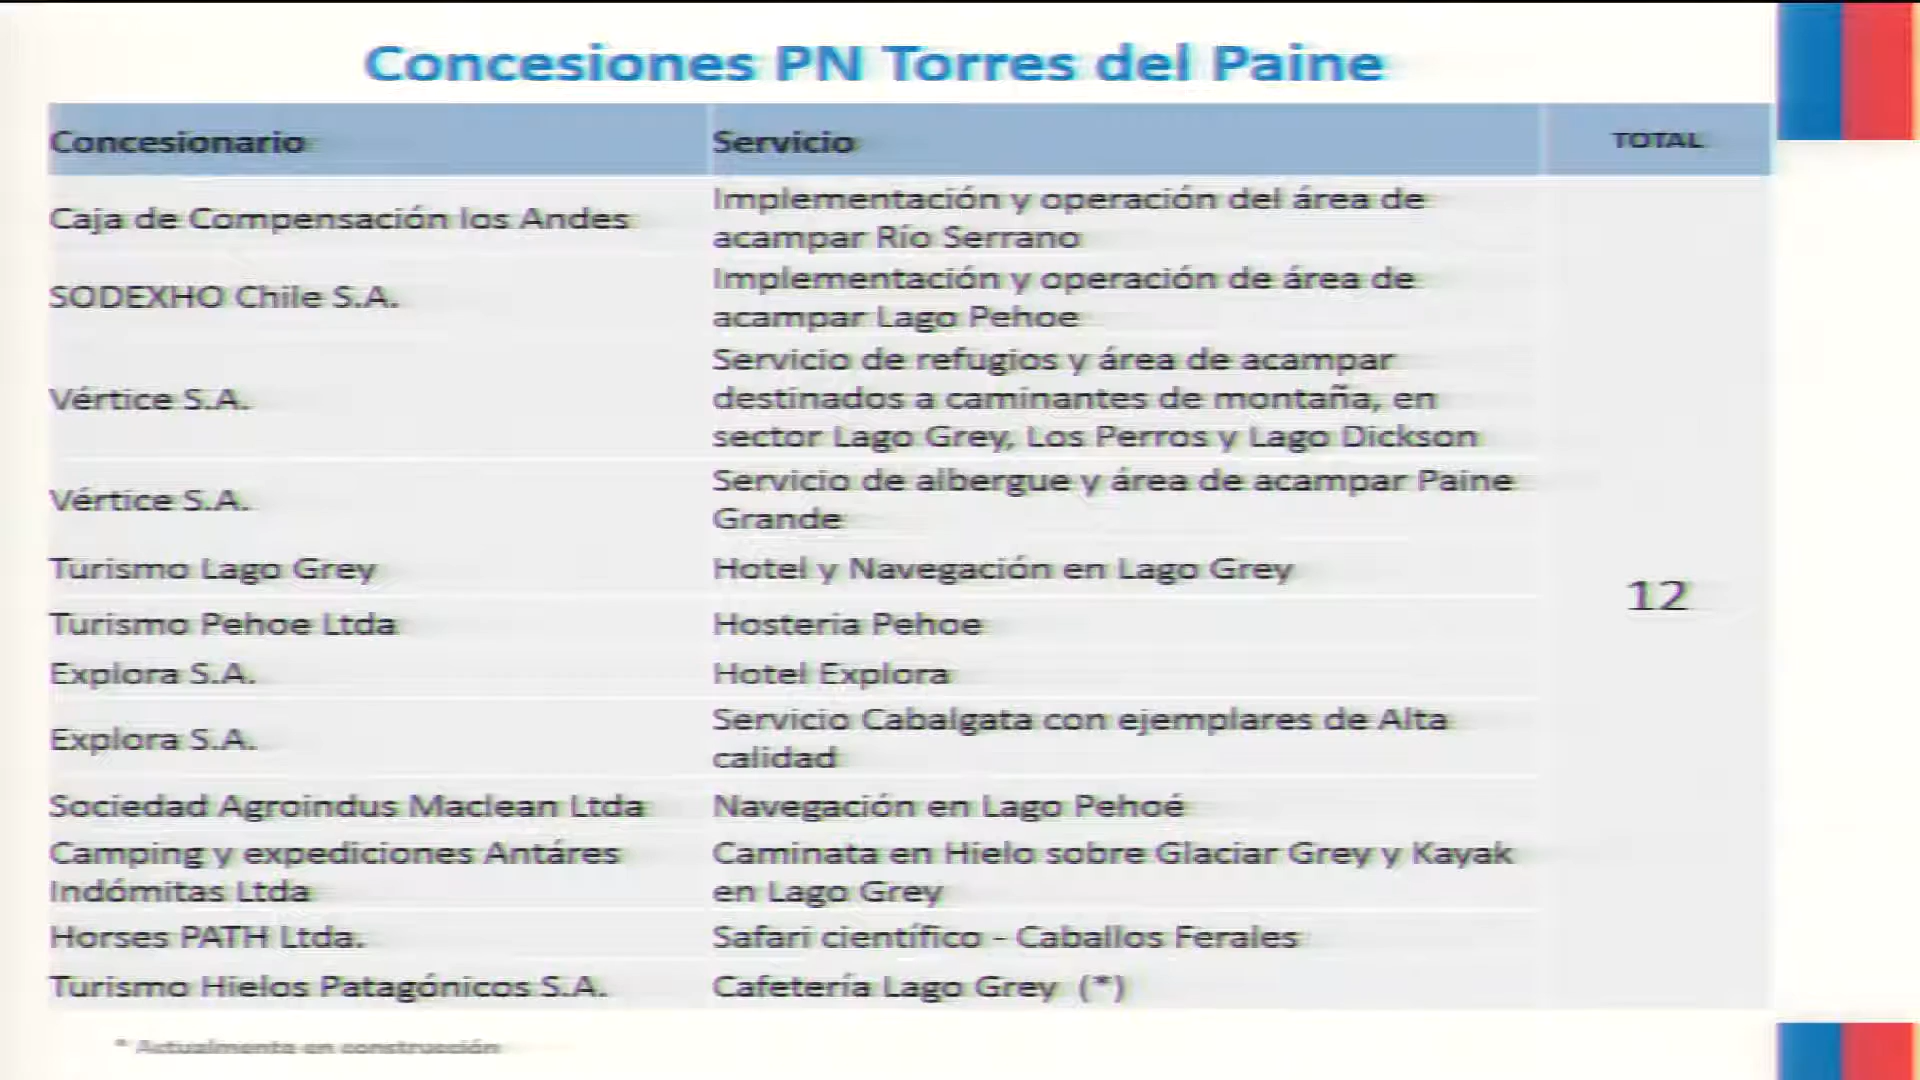 Concesiones PN Torres del Paine
Concesionario
Servicio
TOTAL
Caja de Compensación los Andes
Implementación y operación del área de
acampar Río Serrano
SODEXHO Chile S.A.
Implementación y operación de área de
acampar Lago Pehoe
Vértice S.A.
Servicio de refugios y área de acampar
destinados a caminantes de montaña, en
sector Lago Grey, Los Perros y Lago Dickson
Vértice S.A.
Servicio de albergue y área de acampar Paine
Grande
Turismo Lago Grey
Hotel y Navegación en Lago Grey
12
Turismo Pehoe Ltda
Hosteria Pehoe
Explora S.A.
Hotel Explora
Explora S.A.
Servicio Cabalgata con ejemplares de Alta
calidad
Sociedad Agroindus Maclean Ltda
Navegación en Lago Pehoé
Camping y expediciones Antáres
Indómitas Ltda
Caminata en Hielo sobre Glaciar Grey y Kayak
en Lago Grey
Horses PATH Ltda.
Safari científico - Caballos Ferales
Turismo Hielos Patagónicos S.A.
Cafetería Lago Grey (*)
* Actualmente en construcción